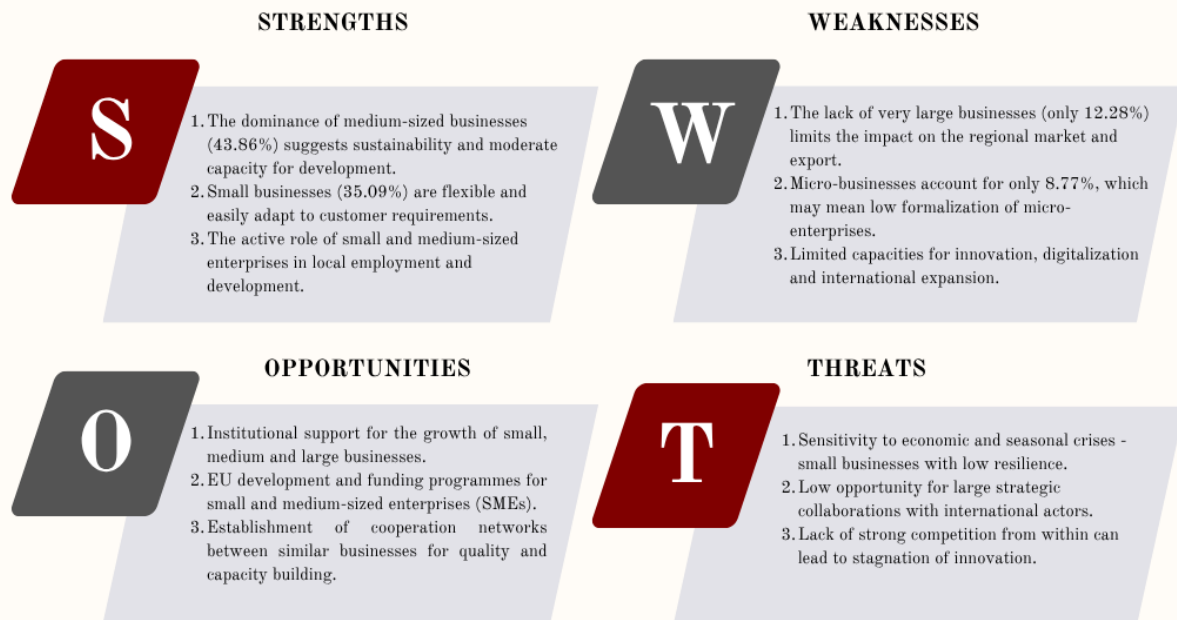 STRENGTHS
S
1. The dominance of medium-sized businesses
(43.86%) suggests sustainability and moderate
capacity for development.
2. Small businesses (35.09%) are flexible and
easily adapt to customer requirements.
3. The active role of small and medium-sized
enterprises in local employment and
development.
WEAKNESSES
W
1. The lack of very large businesses (only 12.28%)
limits the impact on the regional market and
export.
2. Micro-businesses account for only 8.77%, which
may mean low formalization of micro-
enterprises.
3. Limited capacities for innovation, digitalization
and international expansion.
OPPORTUNITIES
O
1. Institutional support for the growth of small,
medium and large businesses.
2. EU development and funding programmes for
small and medium-sized enterprises (SMEs).
3. Establishment of cooperation networks
between similar businesses for quality and
capacity building.
THREATS
T
1. Sensitivity to economic and seasonal crises -
small businesses with low resilience.
2. Low opportunity for large strategic
collaborations with international actors.
3. Lack of strong competition from within can
lead to stagnation of innovation.